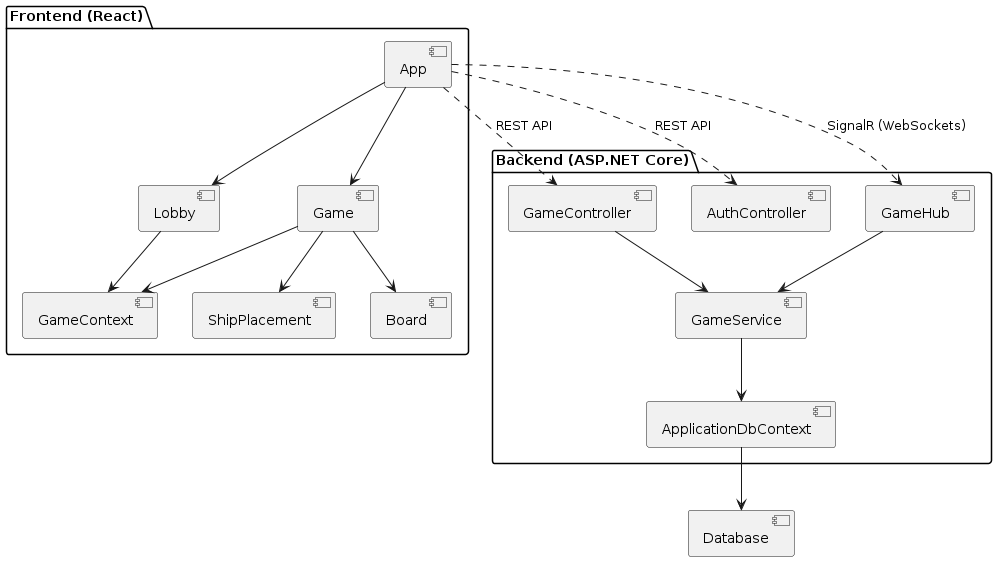 Frontend (React)
App
REST API
REST API
SignalR (WebSockets)
Backend (ASP.NET Core)
Lobby
Game
GameController
AuthController
GameHub
GameContext
ShipPlacement
Board
GameService
ApplicationDbContext
Database